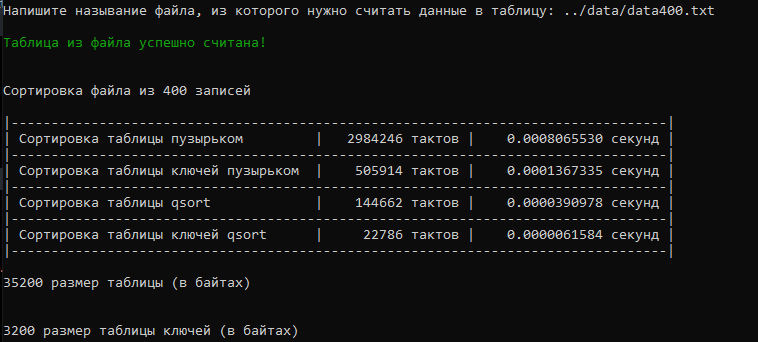 Напишите называние файла, из которого нужно считать данные в таблицу: ../data/data400.txt
Таблица из файла успешно считана!
Сортировка файла из 400 записей
|-----------------------------------------------------------------------------------|
| Сортировка таблицы пузырьком | 2984246 тактов | 0.0008065530 секунд |
|-----------------------------------------------------------------------------------|
| Сортировка таблицы ключей пузырьком | 505914 тактов | 0.0001367335 секунд |
|-----------------------------------------------------------------------------------|
| Сортировка таблицы qsort | 144662 тактов | 0.0000390978 секунд |
|-----------------------------------------------------------------------------------|
| Сортировка таблицы ключей qsort | 22786 тактов | 0.0000061584 секунд |
|-----------------------------------------------------------------------------------|
35200 размер таблицы (в байтах)
3200 размер таблицы ключей (в байтах)